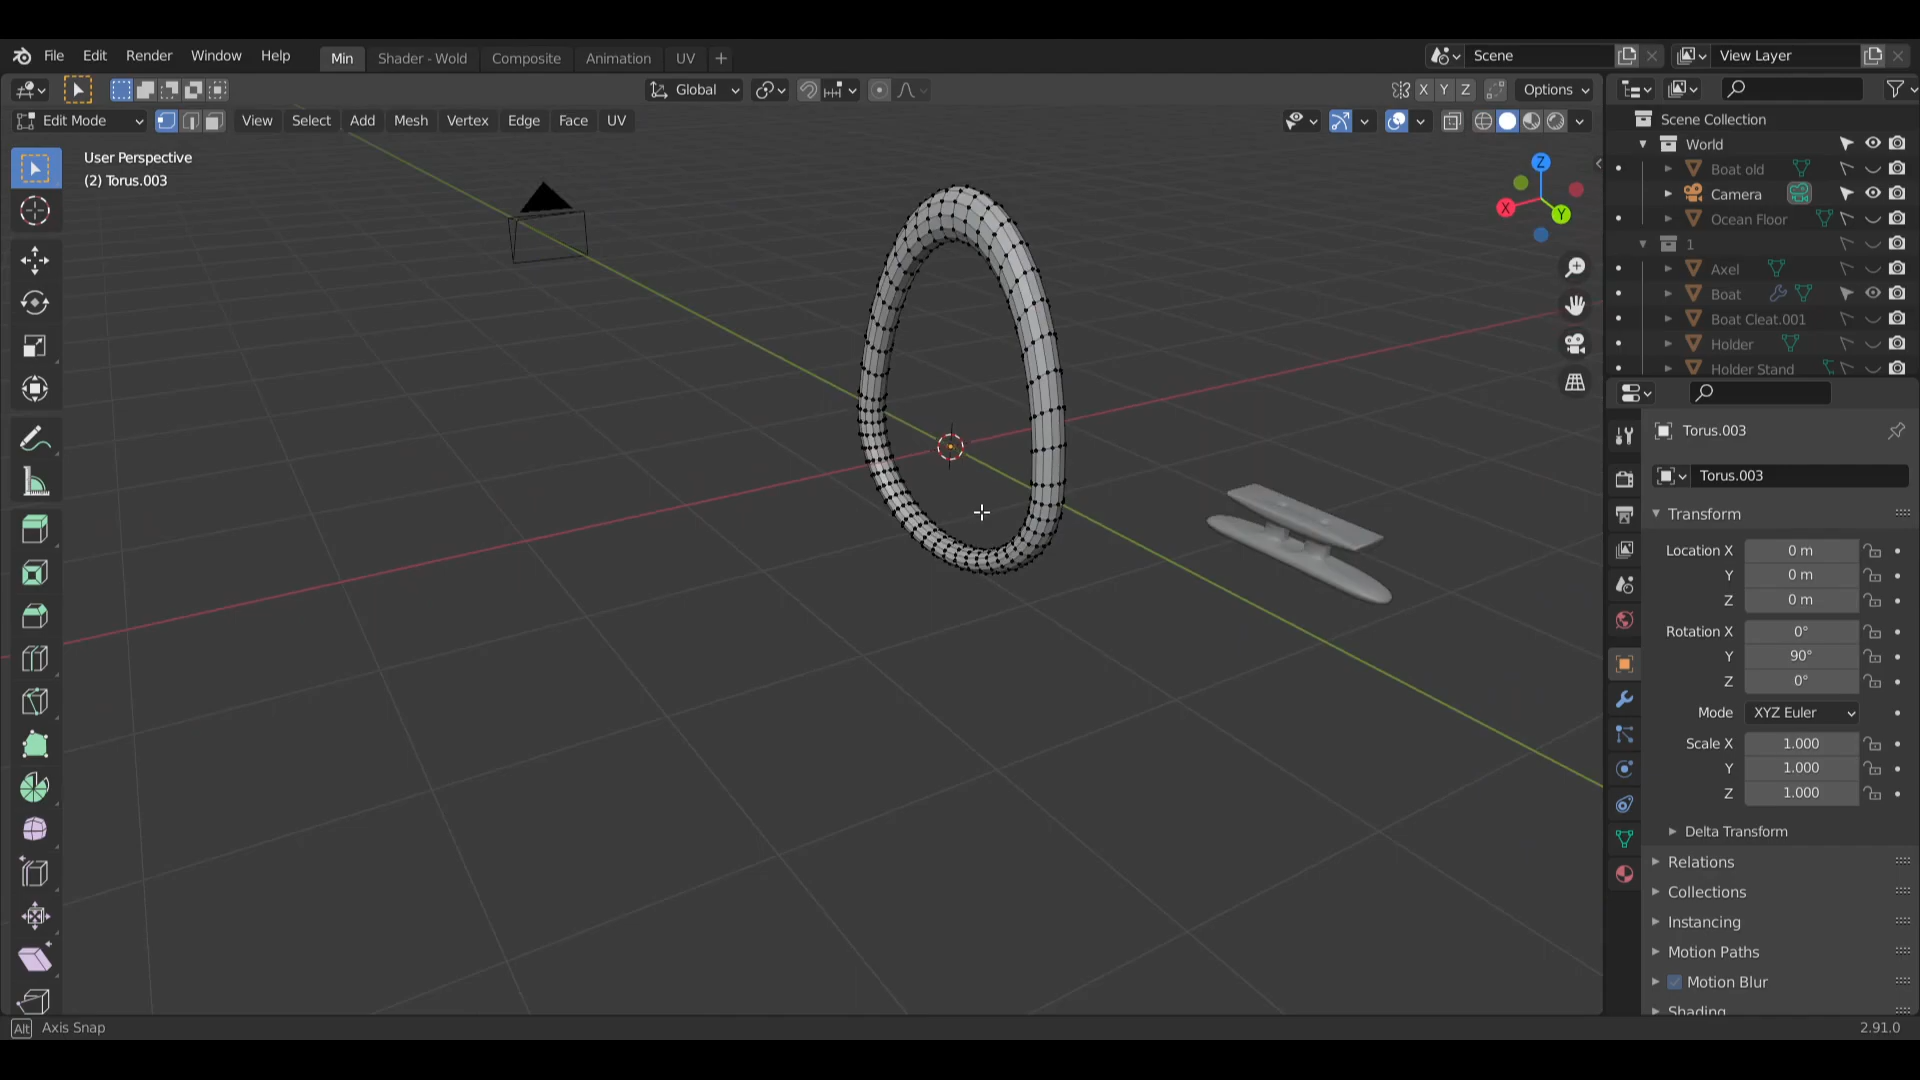 File Edit Render Window Help Min Shader - Wold Composite Animation UV + Scene View Layer
Global X Y Z Options
Edit Mode View Select Add Mesh Vertex Edge Face UV
Scene Collection
World
Boat old
Camera
Ocean Floor
1
Axel
Boat
Boat Cleat.001
Holder
Holder Stand
User Perspective
(2) Torus.003
Z
X
Y
Torus.003
Torus.003
Transform
Location X 0 m
Y 0 m
Z 0 m
Rotation X 0°
Y 90°
Z 0°
Mode XYZ Euler
Scale X 1.000
Y 1.000
Z 1.000
Delta Transform
Relations
Collections
Instancing
Motion Paths
Motion Blur
Shading
Alt Axis Snap
2.91.0